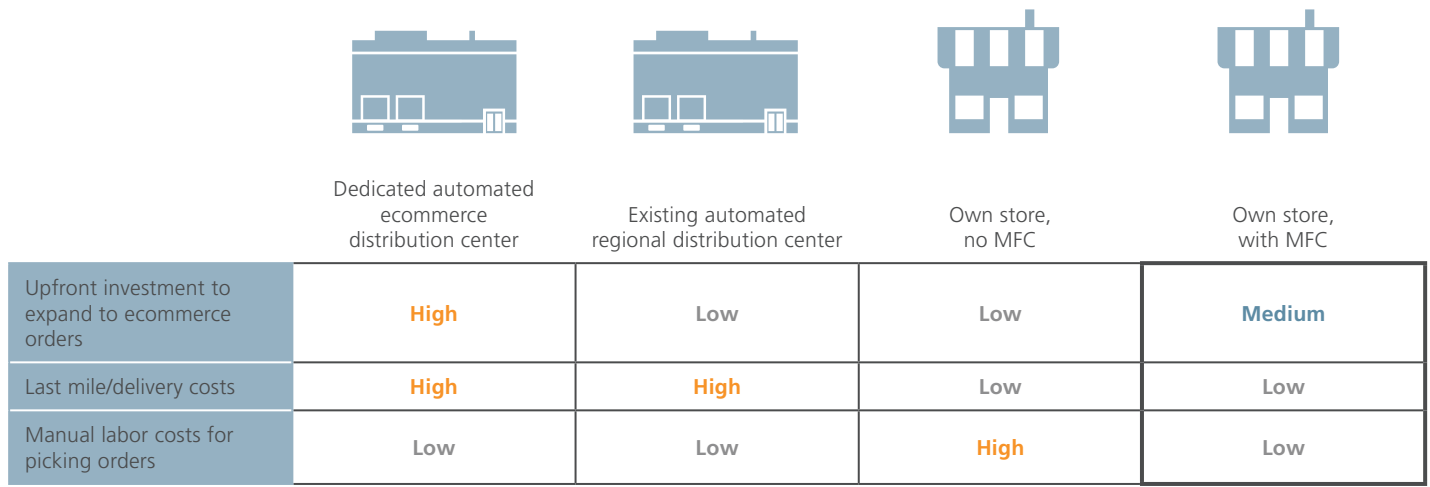 Dedicated automated
ecommerce
distribution center
Existing automated
regional distribution center
Own store,
no MFC
Own store,
with MFC
Upfront investment to
expand to ecommerce
orders
High
Low
Low
Medium
Last mile/delivery costs
High
High
Low
Low
Manual labor costs for
picking orders
Low
Low
High
Low